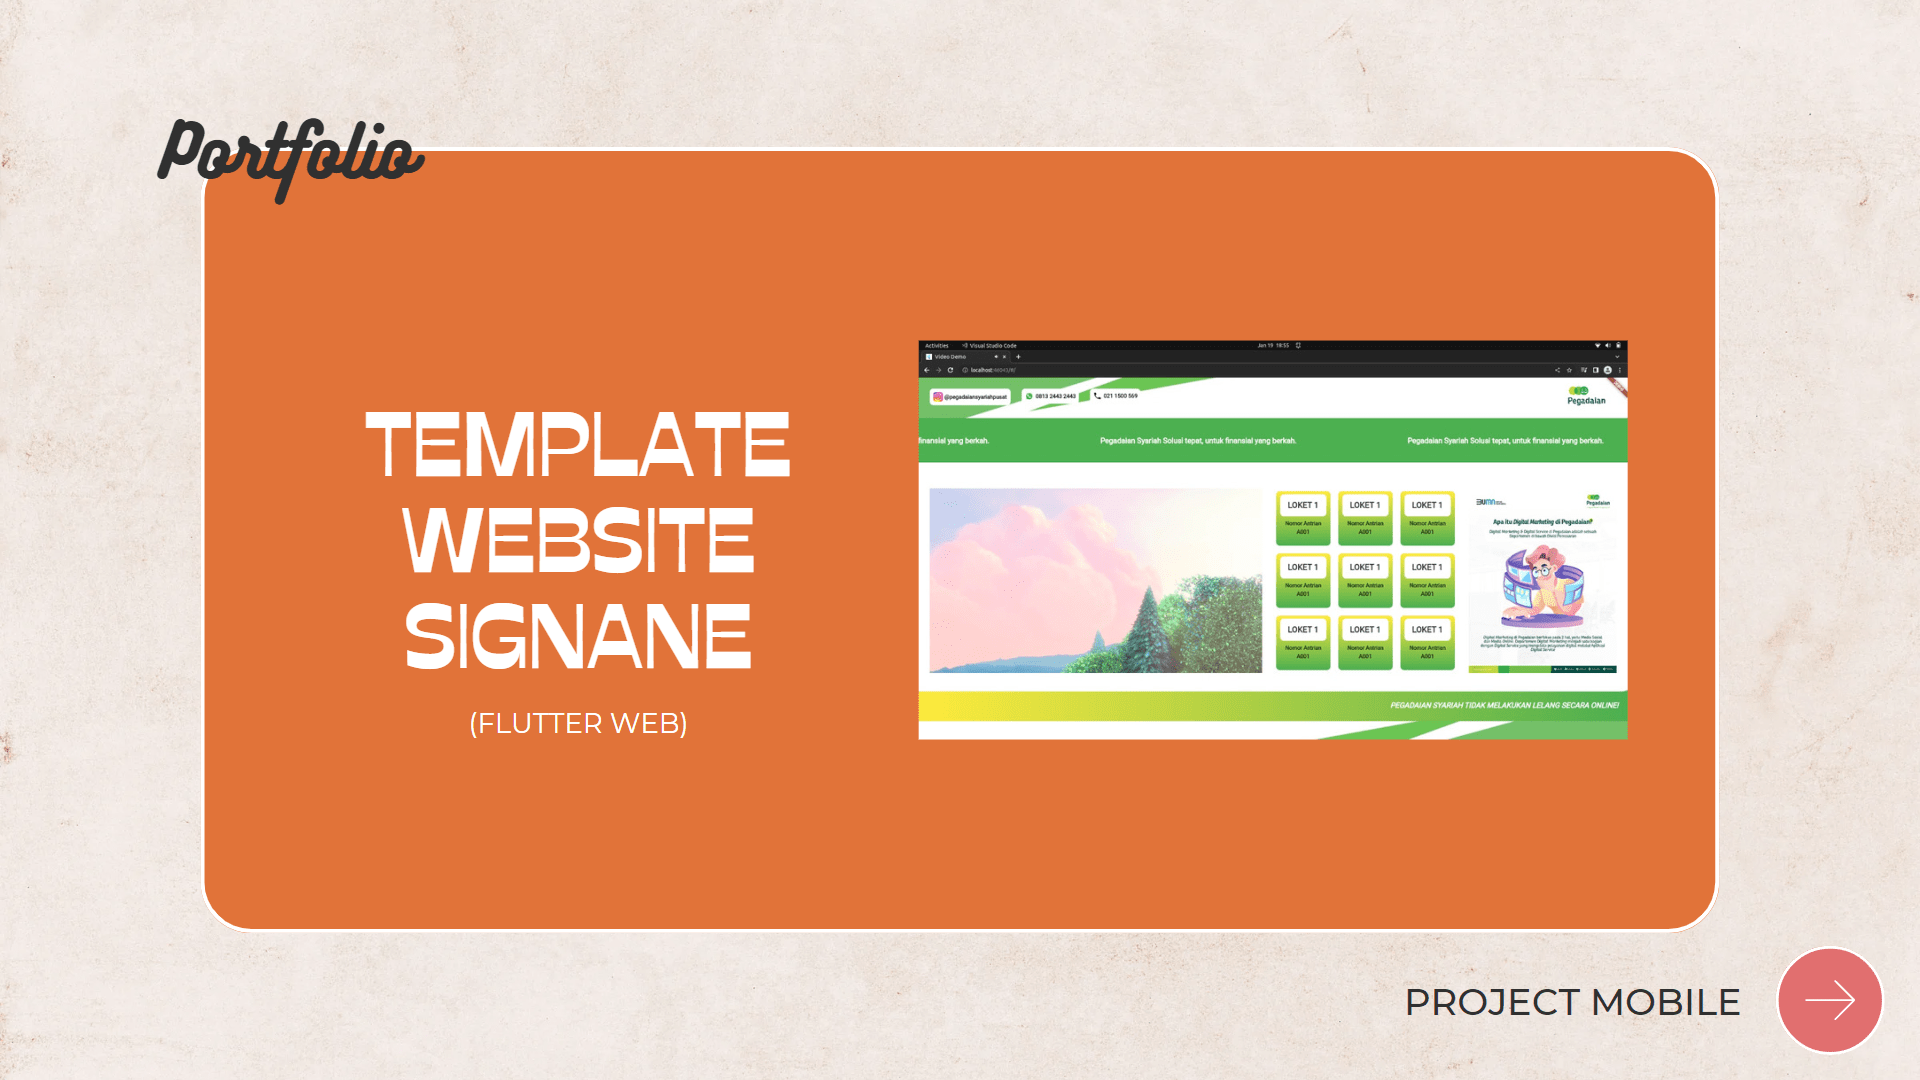 Portfolio
TEMPLATE
WEBSITE
SIGNANE
(FLUTTER WEB)
Activities
Visual Studio Code
Jan 19 18:55
Video Demo
localhost
@pegadaiansyariahpusat
0813 2443 2443
021 1500 569
Pegadaian
finansial yang berkah.
Pegadaian Syariah Solusi tepat, untuk finansial yang berkah.
Pegadaian Syariah Solusi tepat, untuk finansial yang berkah.
LOKET 1
Nomor Antrian
A001
LOKET 1
Nomor Antrian
A001
LOKET 1
Nomor Antrian
A001
LOKET 1
Nomor Antrian
A001
LOKET 1
Nomor Antrian
A001
LOKET 1
Nomor Antrian
A001
LOKET 1
Nomor Antrian
A001
LOKET 1
Nomor Antrian
A001
LOKET 1
Nomor Antrian
A001
BUMN
Pegadaian
Apa itu Digital Marketing di Pegadaian?
PEGADAIAN SYARIAH TIDAK MELAKUKAN LELANG SECARA ONLINE!
PROJECT MOBILE